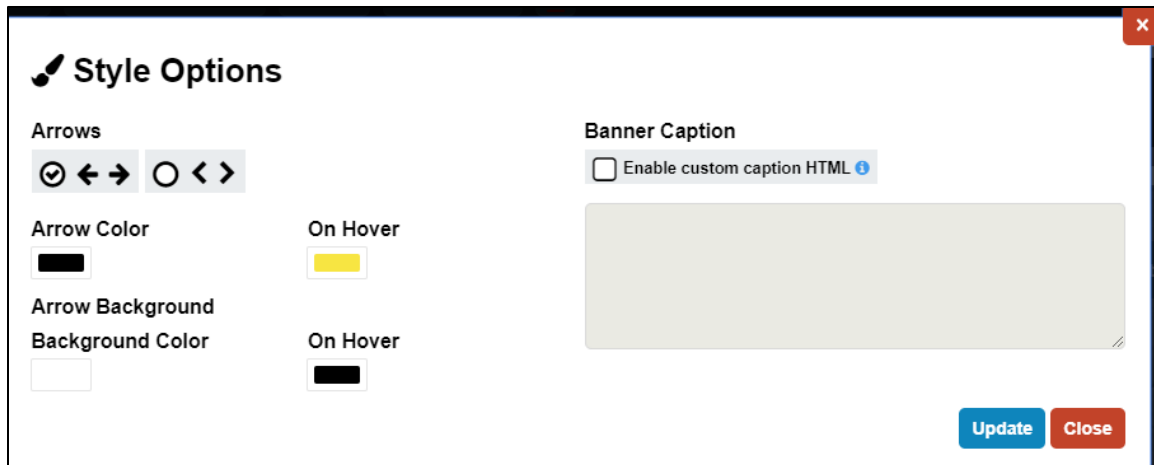 ×
Style Options
Arrows
Arrow Color On Hover
Arrow Background
Background Color On Hover
Banner Caption
Enable custom caption HTML
Update Close